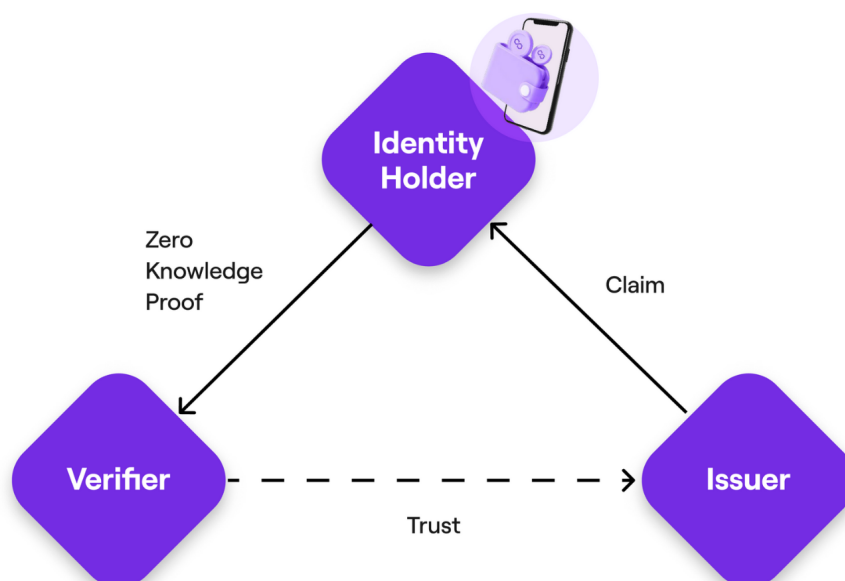 Identity
Holder
Zero
Knowledge
Proof
Claim
Verifier
Issuer
Trust